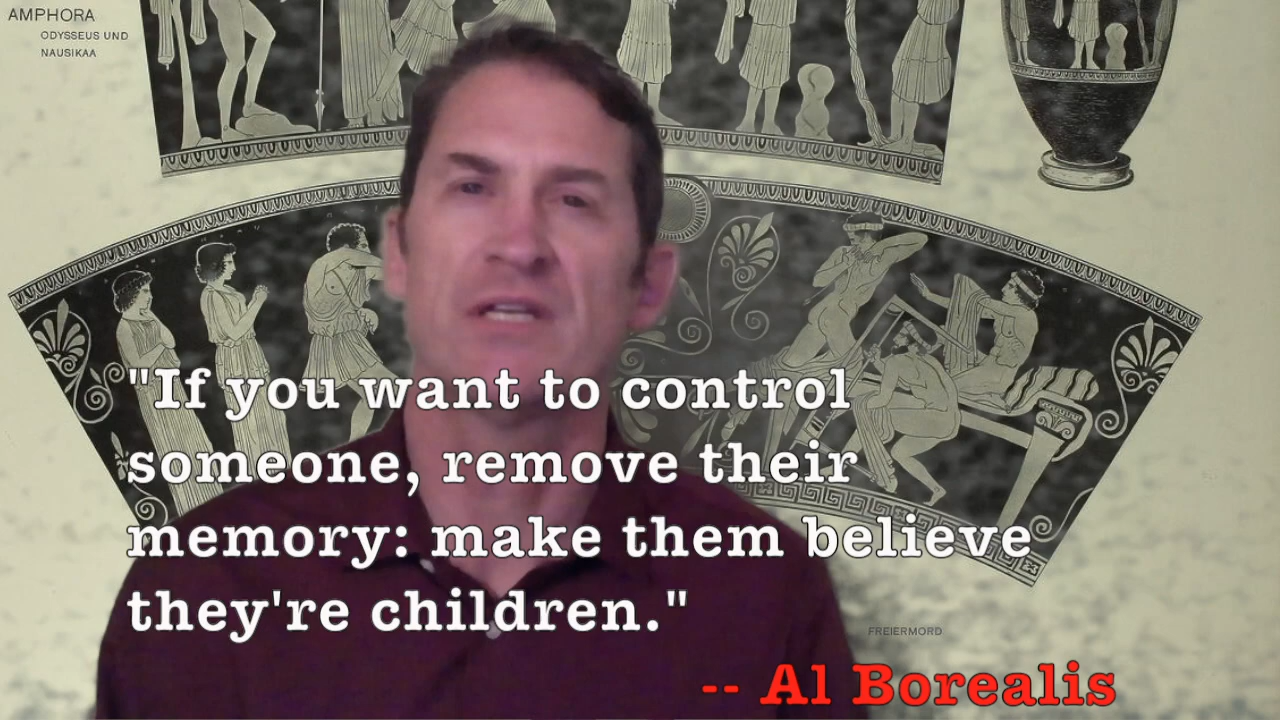 AMPHORA
ODYSSEUS UND
NAUSIKAA
"If you want to control
someone, remove their
memory: make them believe
they're children."
FREIERMORD
-- Al Borealis